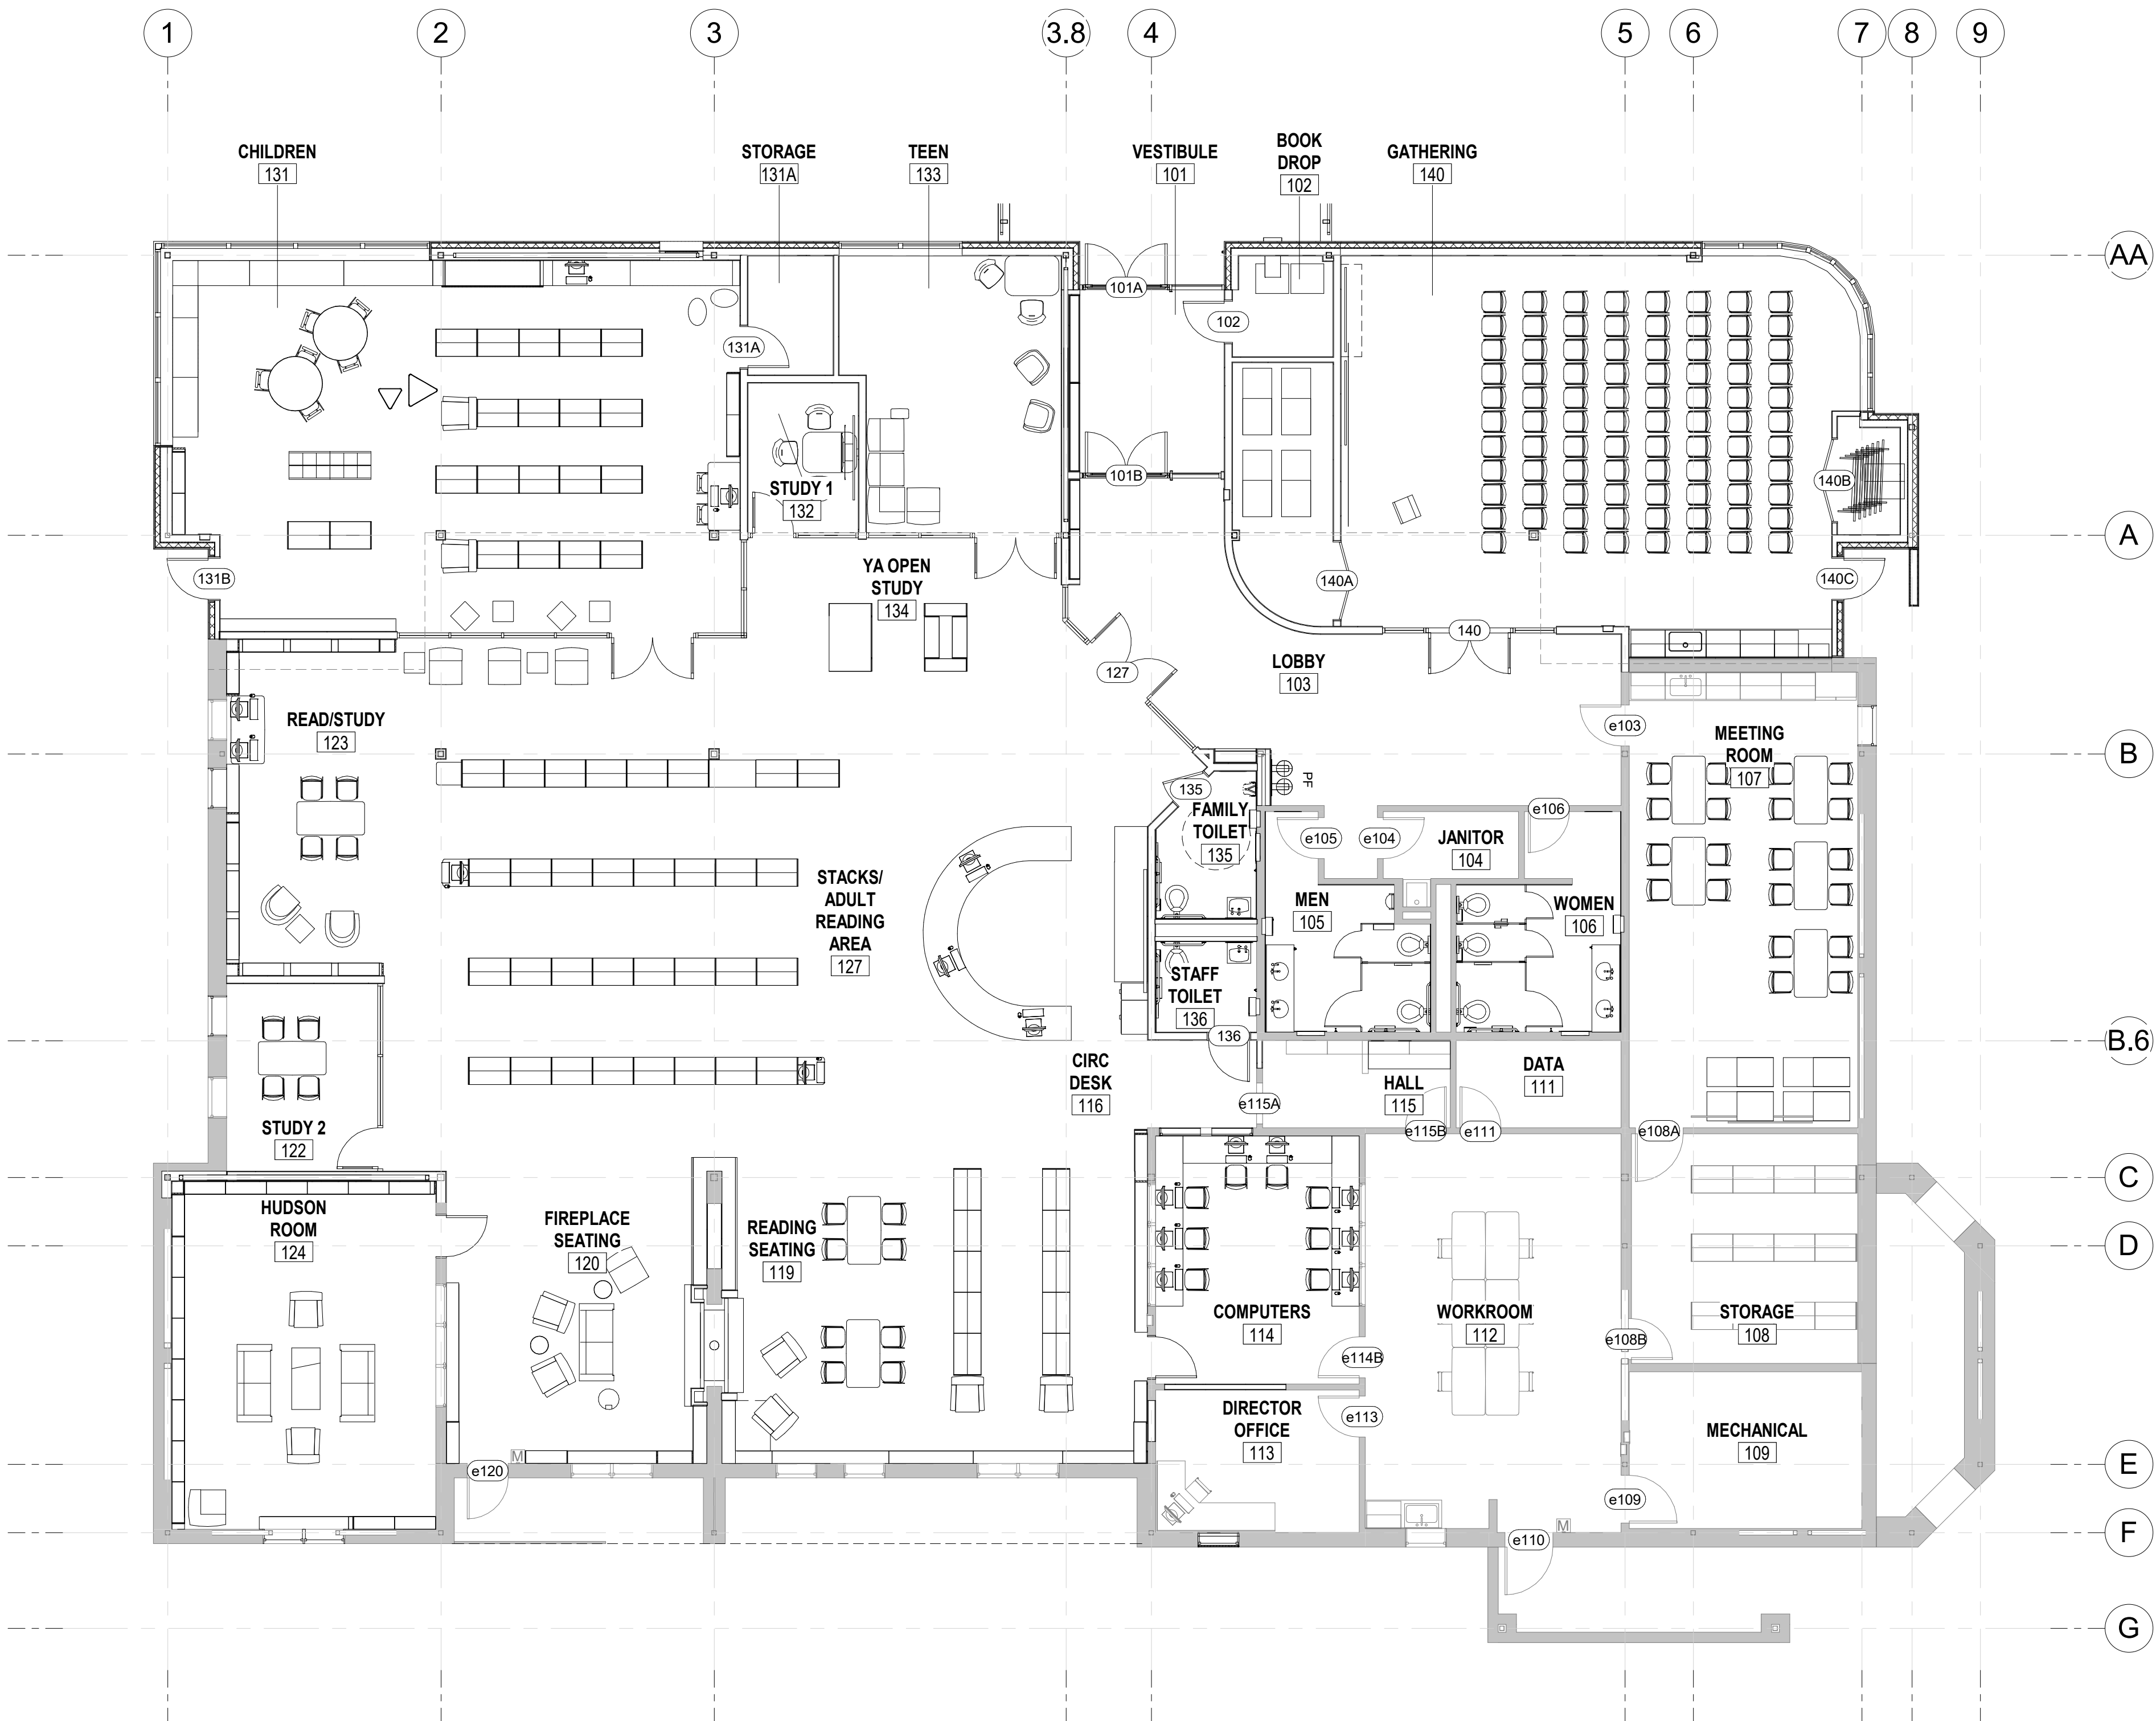 1
2
3
3.8
4
5
6
7
8
9
CHILDREN
131
STORAGE
131A
TEEN
133
VESTIBULE
101
BOOK
DROP
102
GATHERING
140
AA
101A
102
131A
101B
140B
STUDY 1
132
A
131B
YA OPEN
STUDY
134
140A
140C
140
127
LOBBY
103
READ/STUDY
123
e103
MEETING
ROOM
107
B
PF
135
FAMILY
TOILET
135
e105
e104
JANITOR
104
e106
STACKS/
ADULT
READING
AREA
127
MEN
105
WOMEN
106
STAFF
TOILET
136
136
B.6
CIRC
DESK
116
HALL
115
DATA
111
e115A
e115B
e111
e108A
STUDY 2
122
C
HUDSON
ROOM
124
FIREPLACE
SEATING
120
READING
SEATING
119
D
COMPUTERS
114
WORKROOM
112
STORAGE
108
e108B
e114B
DIRECTOR
OFFICE
113
e113
MECHANICAL
109
M
e120
E
e109
M
e110
F
G